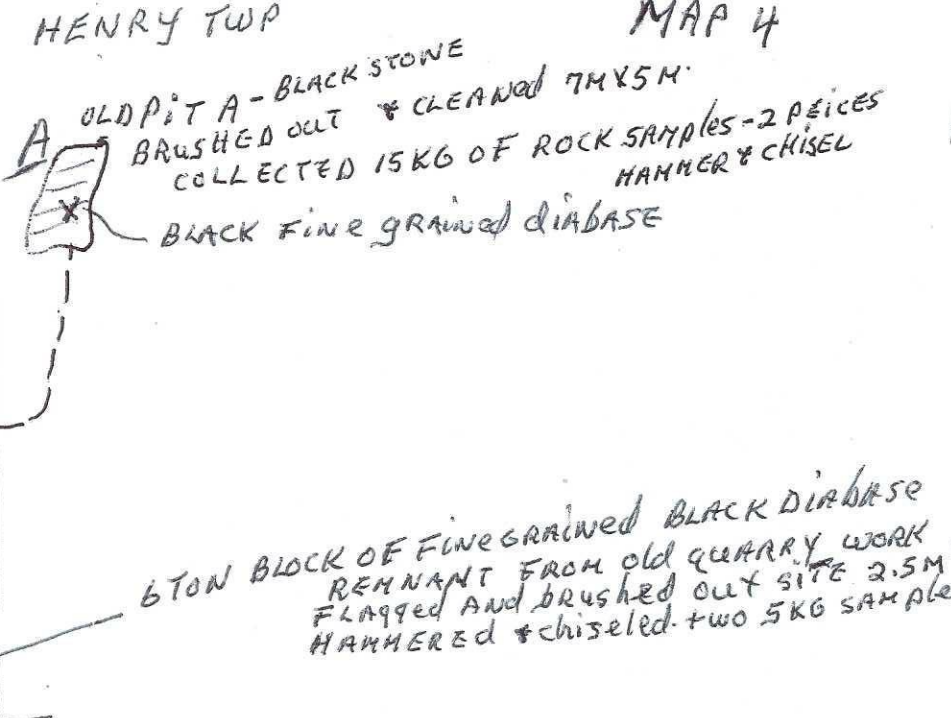 HENRY TWP
MAP 4
A
OLD PIT A - BLACK STONE
BRUSHED OUT & CLEANED 7M X 5M.
COLLECTED 15KG OF ROCK SAMPLES - 2 PEICES
HAMMER & CHISEL
X
BLACK FINE GRAINED DIABASE
6 TON BLOCK OF FINE GRAINED BLACK DIABASE
REMNANT FROM OLD QUARRY WORK
FLAGGED AND BRUSHED OUT SITE 2.5M
HAMMERED & CHISELED. TWO 5KG SAMPLE